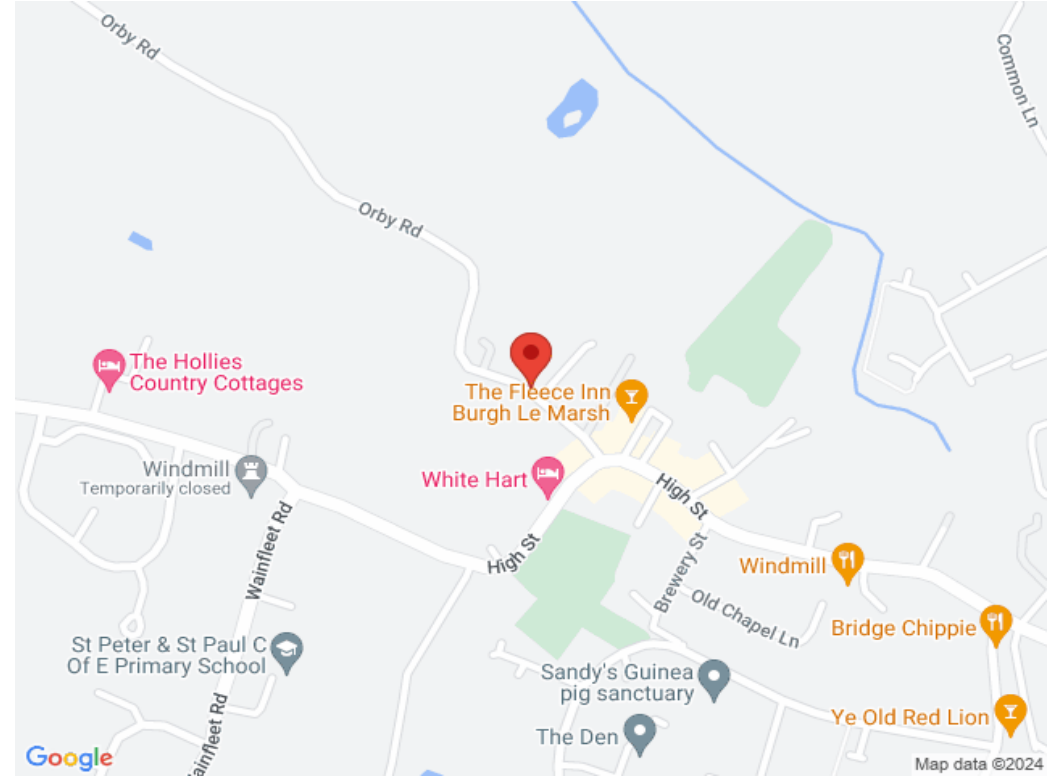 Orby Rd
Common Ln
Orby Rd
The Hollies
Country Cottages
The Fleece Inn
Burgh Le Marsh
Windmill
Temporarily closed
White Hart
High St
Wainfleet Rd
High St
Brewery St
Windmill
Old Chapel Ln
Bridge Chippie
St Peter & St Paul C
Of E Primary School
Sandy's Guinea
pig sanctuary
Wainfleet Rd
The Den
Ye Old Red Lion
Google
Map data ©2024